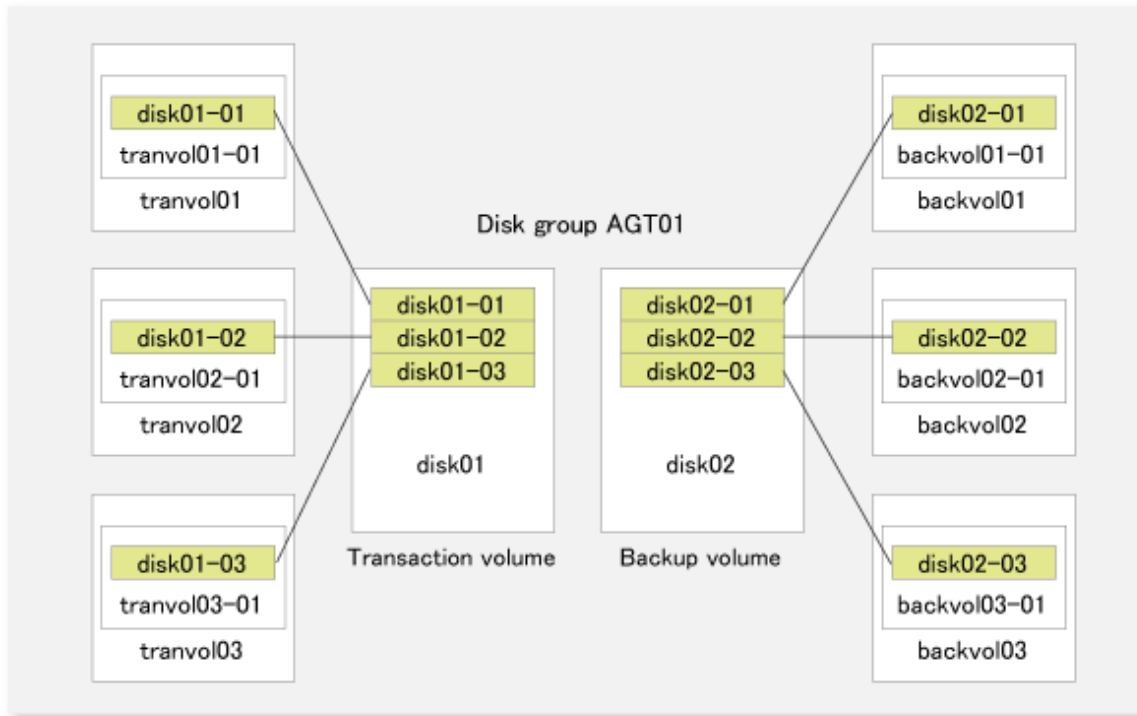 disk01-01
tranvol01-01
tranvol01
disk01-02
tranvol02-01
tranvol02
disk01-03
tranvol03-01
tranvol03
Disk group AGT01
disk01-01
disk01-02
disk01-03
disk01
Transaction volume
disk02-01
disk02-02
disk02-03
disk02
Backup volume
disk02-01
backvol01-01
backvol01
disk02-02
backvol02-01
backvol02
disk02-03
backvol03-01
backvol03